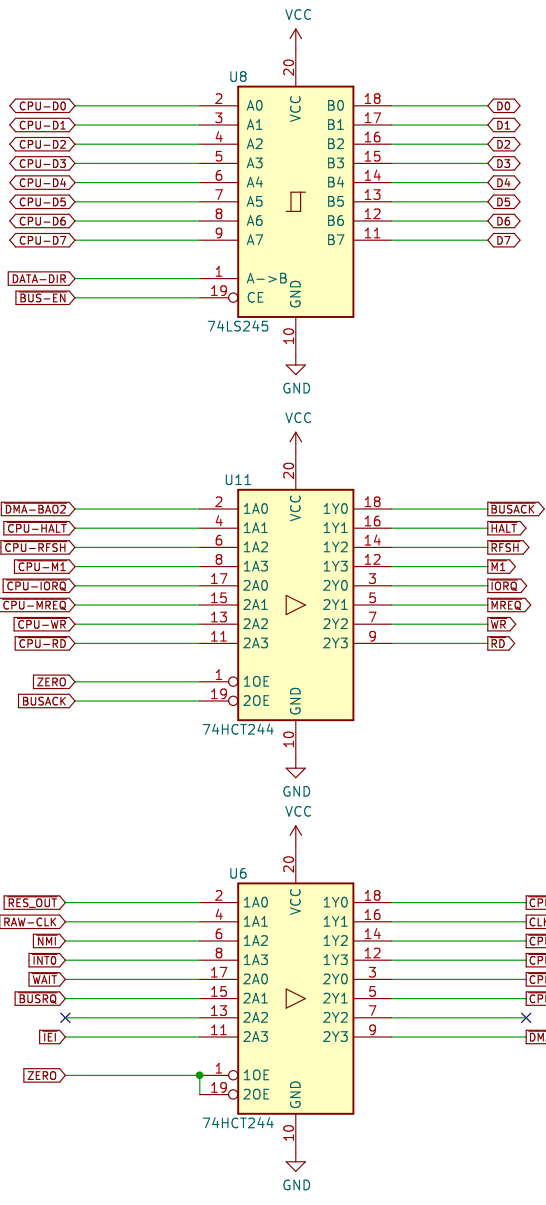 VCC
U8
20
CPU-D0 2 A0 VCC B0 18 D0
CPU-D1 3 A1 B1 17 D1
CPU-D2 4 A2 B2 16 D2
CPU-D3 5 A3 B3 15 D3
CPU-D4 6 A4 B4 14 D4
CPU-D5 7 A5 B5 13 D5
CPU-D6 8 A6 B6 12 D6
CPU-D7 9 A7 B7 11 D7
DATA-DIR 1 A->B
BUS-EN 19 CE GND
74LS245 10
GND
VCC
U11
20
DMA-BAO2 2 1A0 VCC 1Y0 18 BUSACK
CPU-HALT 4 1A1 1Y1 16 HALT
CPU-RFSH 6 1A2 1Y2 14 RFSH
CPU-M1 8 1A3 1Y3 12 M1
CPU-IORQ 17 2A0 2Y0 3 IORQ
CPU-MREQ 15 2A1 2Y1 5 MREQ
CPU-WR 13 2A2 2Y2 7 WR
CPU-RD 11 2A3 2Y3 9 RD
ZERO 1 1OE
BUSACK 19 2OE GND
74HCT244 10
GND
VCC
U6
20
RES_OUT 2 1A0 VCC 1Y0 18 CP
RAW-CLK 4 1A1 1Y1 16 CL
NMI 6 1A2 1Y2 14 CP
INT0 8 1A3 1Y3 12 CP
WAIT 17 2A0 2Y0 3 CP
BUSRQ 15 2A1 2Y1 5 CP
13 2A2 2Y2 7
IEI 11 2A3 2Y3 9 DM
ZERO 1 1OE
19 2OE GND
74HCT244 10
GND